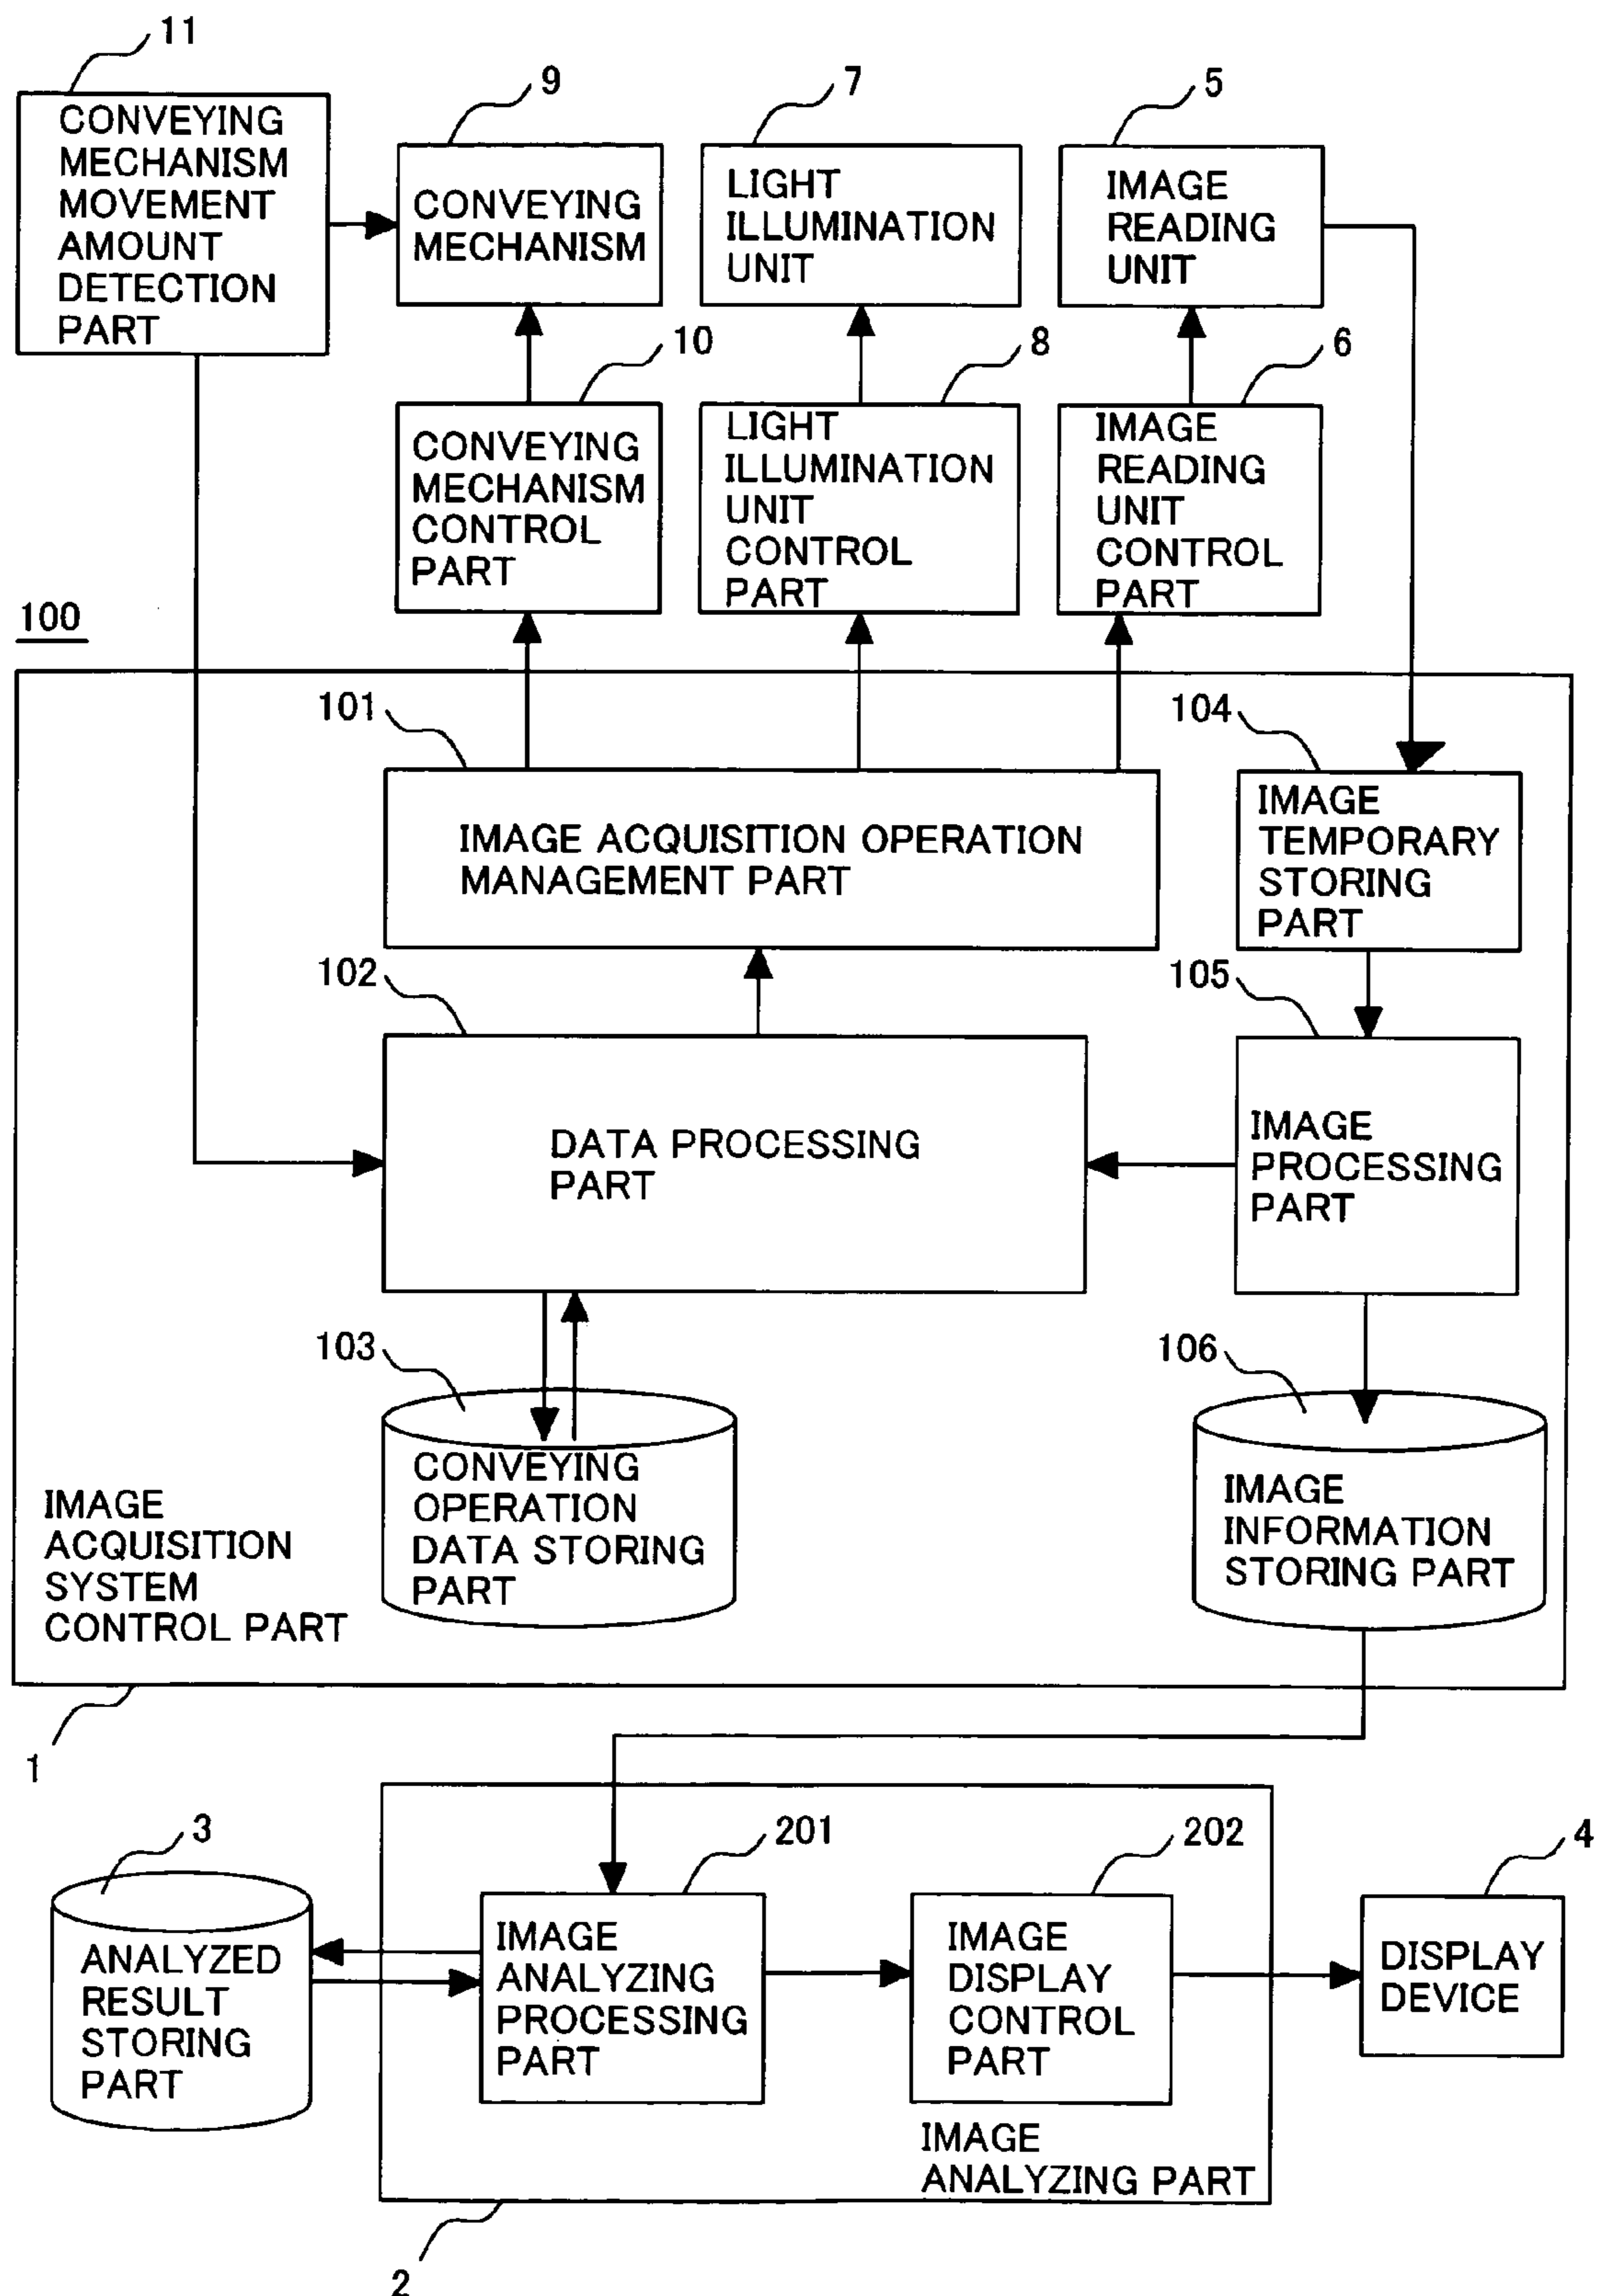 11
CONVEYING
MECHANISM
MOVEMENT
AMOUNT
DETECTION
PART
9
CONVEYING
MECHANISM
7
LIGHT
ILLUMINATION
UNIT
5
IMAGE
READING
UNIT
10
CONVEYING
MECHANISM
CONTROL
PART
8
LIGHT
ILLUMINATION
UNIT
CONTROL
PART
6
IMAGE
READING
UNIT
CONTROL
PART
100
101
IMAGE ACQUISITION OPERATION
MANAGEMENT PART
104
IMAGE
TEMPORARY
STORING
PART
102
DATA PROCESSING
PART
105
IMAGE
PROCESSING
PART
103
CONVEYING
OPERATION
DATA STORING
PART
106
IMAGE
INFORMATION
STORING PART
IMAGE
ACQUISITION
SYSTEM
CONTROL PART
1
3
ANALYZED
RESULT
STORING
PART
201
IMAGE
ANALYZING
PROCESSING
PART
202
IMAGE
DISPLAY
CONTROL
PART
4
DISPLAY
DEVICE
IMAGE
ANALYZING PART
2